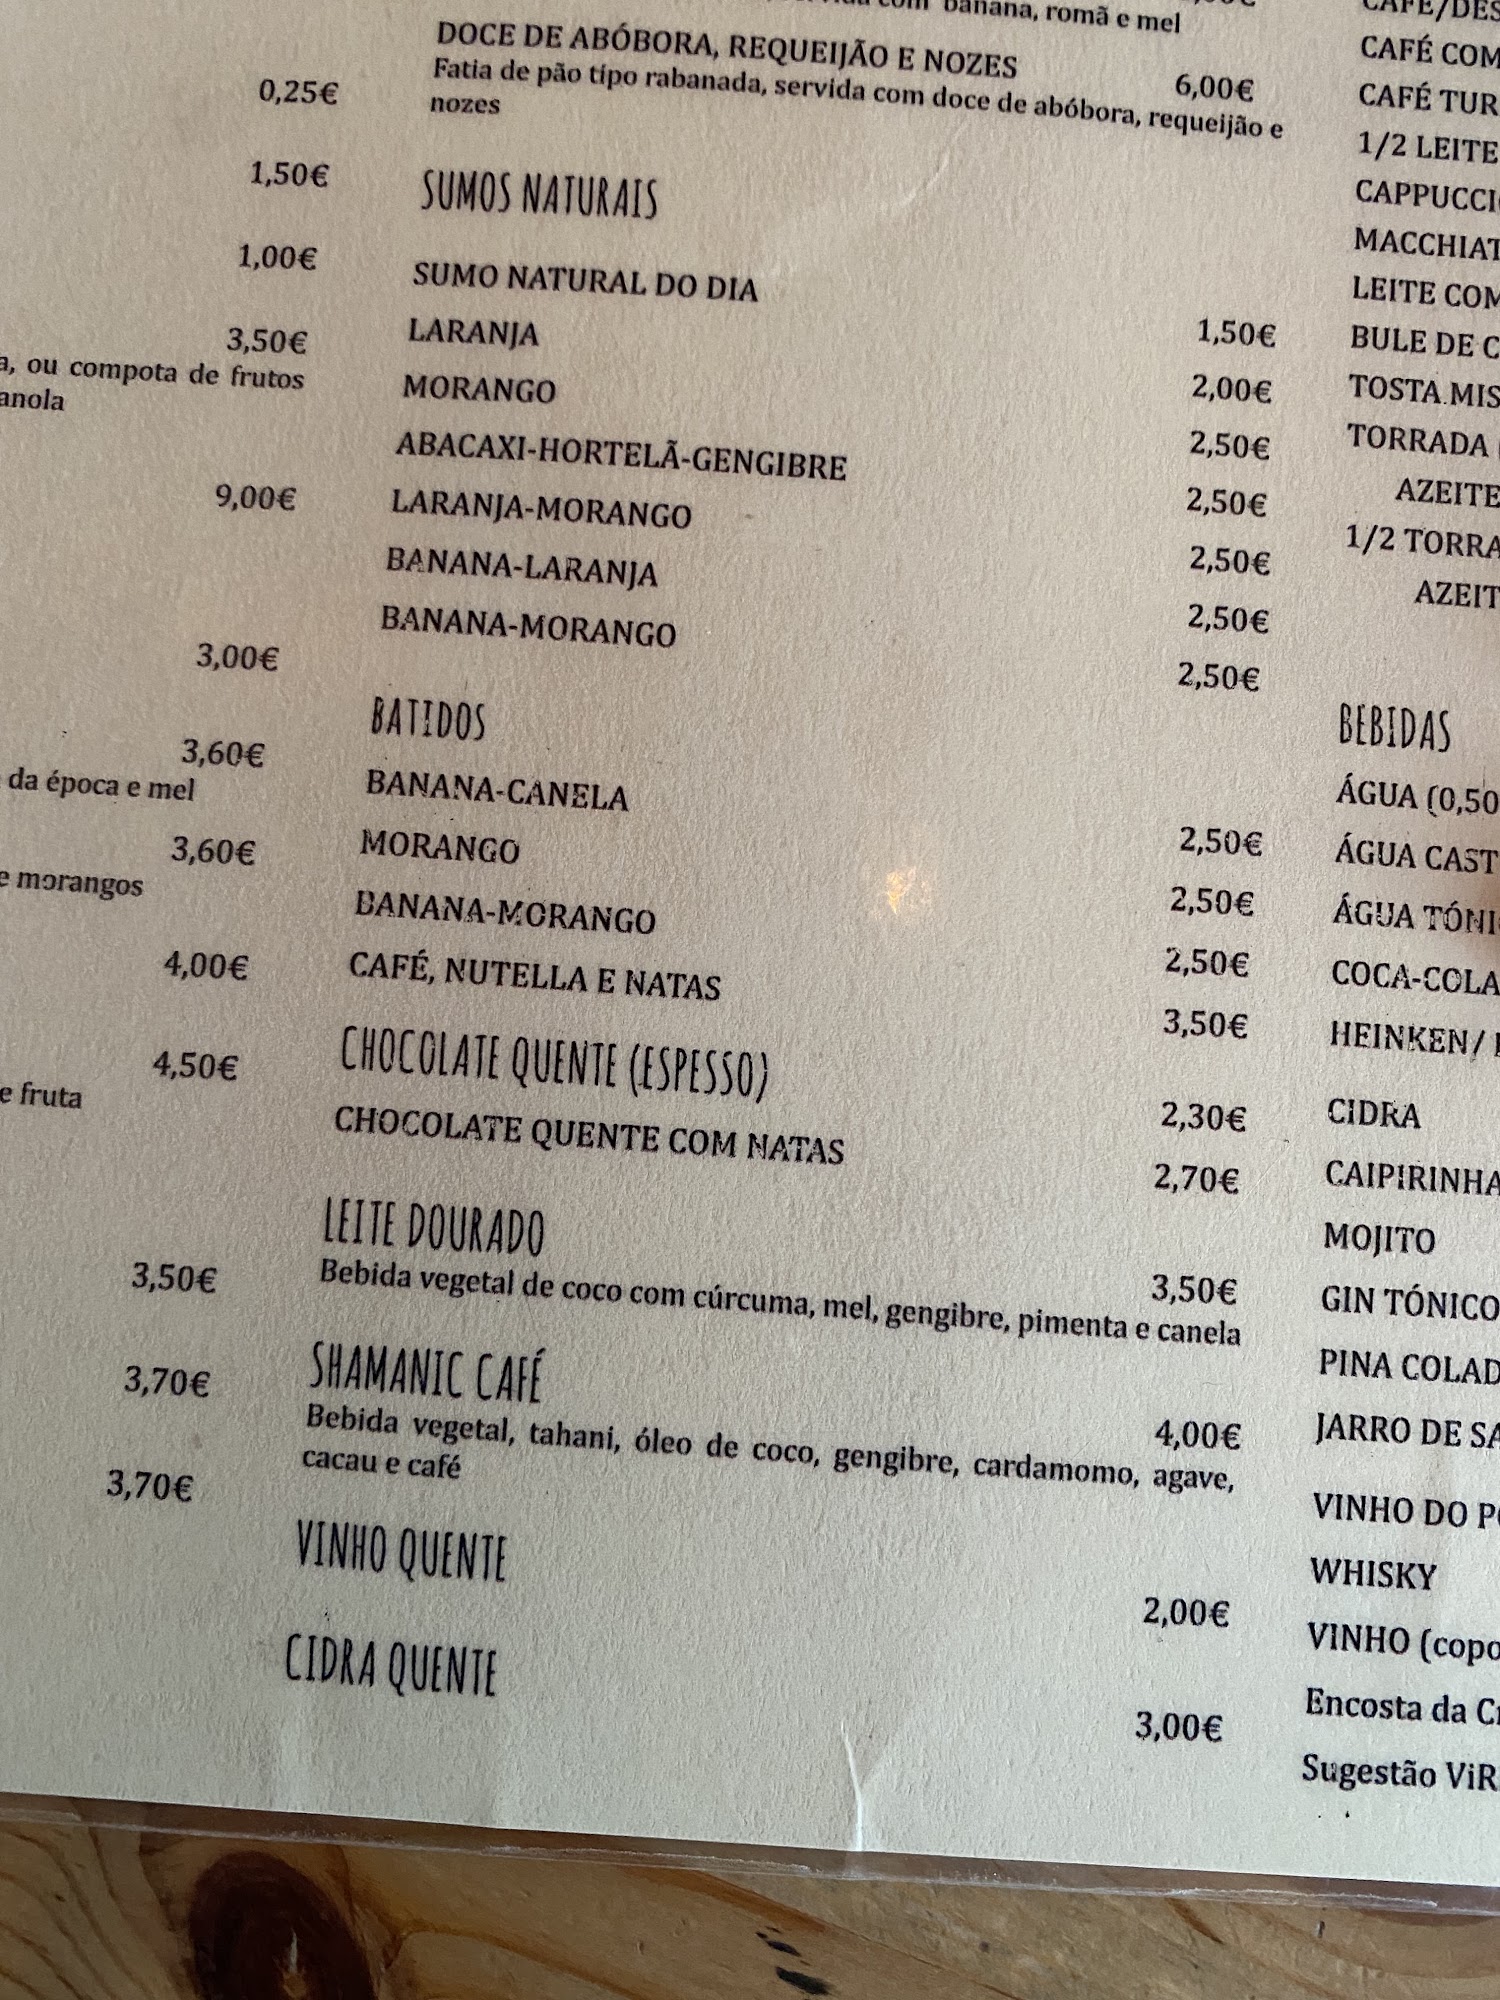 0,25€
1,50€
1,00€
3,50€
ou compota de frutos
9,00€
3,00€
3,60€
da época e mel
3,60€
e morangos
4,00€
4,50€
e fruta
3,50€
3,70€
3,70€
com banana, romã e mel
DOCE DE ABÓBORA, REQUEIJÃO E NOZES 6,00€
Fatia de pão tipo rabanada, servida com doce de abóbora, requeijão e
nozes
SUMOS NATURAIS
SUMO NATURAL DO DIA 1,50€
LARANJA 2,00€
MORANGO 2,50€
ABACAXI-HORTELÃ-GENGIBRE 2,50€
LARANJA-MORANGO 2,50€
BANANA-LARANJA 2,50€
BANANA-MORANGO 2,50€
BATIDOS
BANANA-CANELA 2,50€
MORANGO 2,50€
BANANA-MORANGO 2,50€
CAFÉ, NUTELLA E NATAS 3,50€
CHOCOLATE QUENTE (ESPESSO) 2,30€
CHOCOLATE QUENTE COM NATAS 2,70€
LEITE DOURADO 3,50€
Bebida vegetal de coco com cúrcuma, mel, gengibre, pimenta e canela
SHAMANIC CAFÉ 4,00€
Bebida vegetal, tahani, óleo de coco, gengibre, cardamomo, agave,
cacau e café
VINHO QUENTE 2,00€
CIDRA QUENTE 3,00€
CAFÉ/DES
CAFÉ COM
CAFÉ TUR
1/2 LEITE
CAPPUCCI
MACCHIAT
LEITE COM
BULE DE C
TOSTA MIS
TORRADA
AZEITE
1/2 TORRA
AZEIT
BEBIDAS
ÁGUA (0,50
ÁGUA CAST
ÁGUA TÓNI
COCA-COLA
HEINKEN/
CIDRA
CAIPIRINHA
MOJITO
GIN TÓNICO
PINA COLAD
JARRO DE SA
VINHO DO P
WHISKY
VINHO (copo
Encosta da C
Sugestão ViR